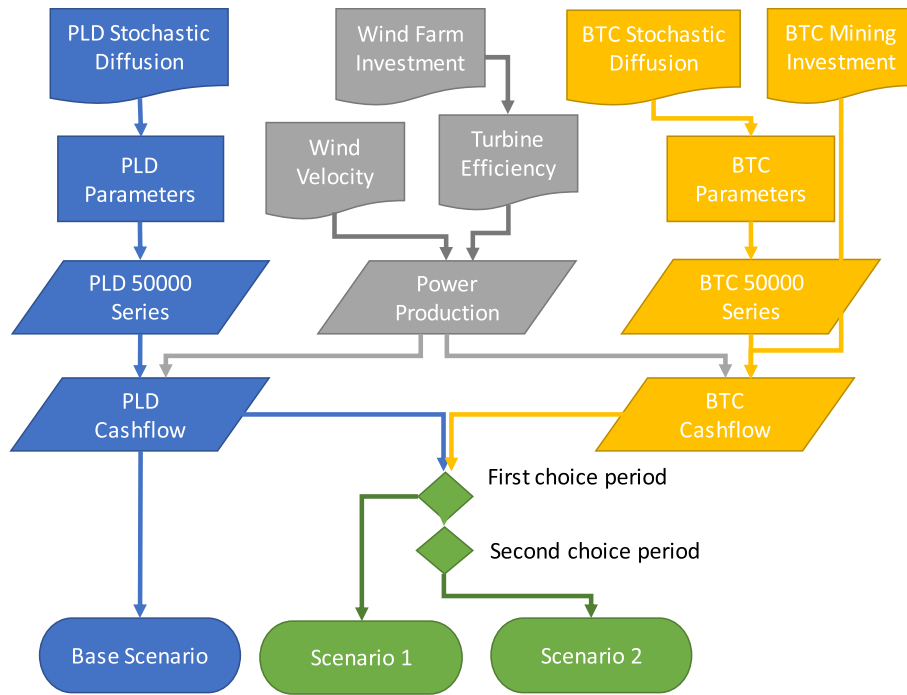 PLD Stochastic
Diffusion
Wind Farm
Investment
BTC Stochastic
Diffusion
BTC Mining
Investment
PLD
Parameters
Wind
Velocity
Turbine
Efficiency
BTC
Parameters
PLD 50000
Series
Power
Production
BTC 50000
Series
PLD
Cashflow
BTC
Cashflow
First choice period
Second choice period
Base Scenario
Scenario 1
Scenario 2